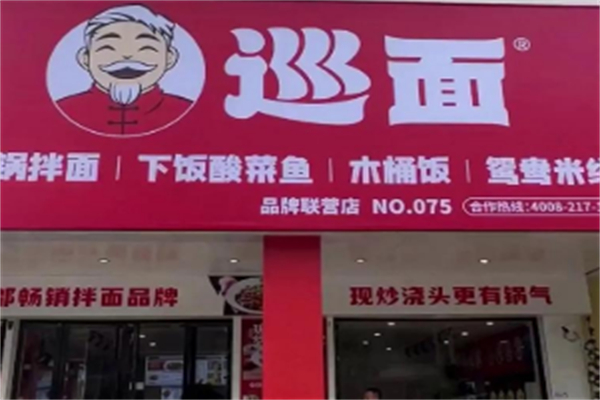 巡面®
锅拌面 | 下饭酸菜鱼 | 木桶饭 | 鸳鸯米线
品牌联营店 NO.075 合作热线:4008-217-
部畅销拌面品牌
现炒浇头更有锅气